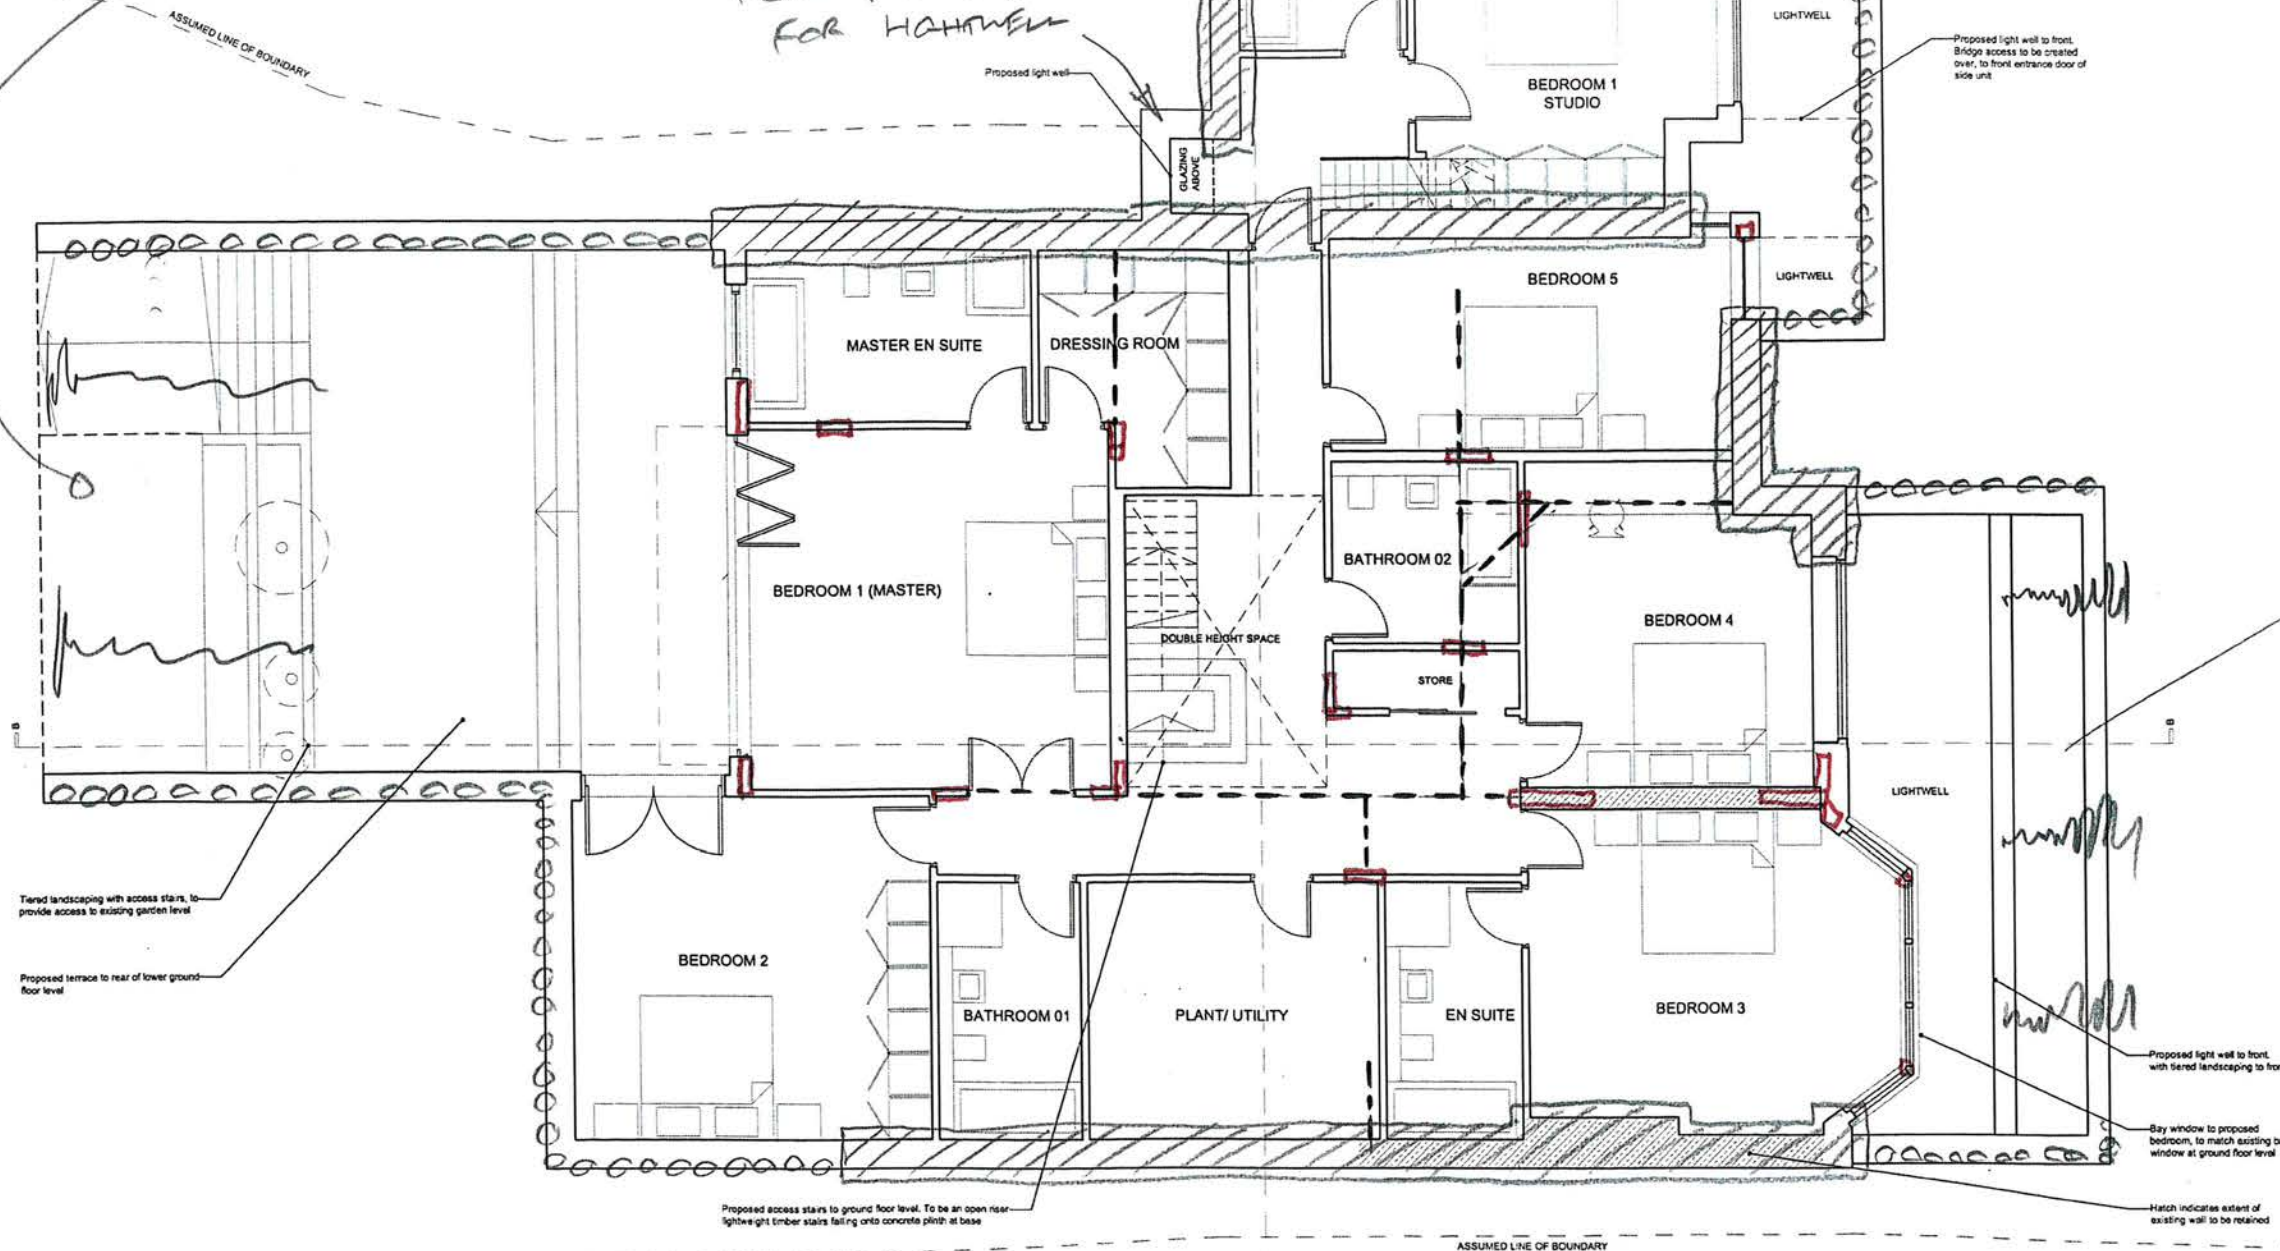 FOR LIGHTWELL
ASSUMED LINE OF BOUNDARY
Proposed light well
LIGHTWELL
Proposed light well to front.
Bridge access to be created
over, to front entrance door of
side unit
BEDROOM 1
STUDIO
GLAZING
ABOVE
BEDROOM 5
LIGHTWELL
MASTER EN SUITE
DRESSING ROOM
BATHROOM 02
BEDROOM 1 (MASTER)
BEDROOM 4
DOUBLE HEIGHT SPACE
STORE
B
B
LIGHTWELL
Tiered landscaping with access stairs, to
provide access to existing garden level
Proposed terrace to rear of lower ground
floor level
BEDROOM 2
BATHROOM 01
PLANT/ UTILITY
EN SUITE
BEDROOM 3
Proposed light well to front.
with tiered landscaping to
Bay window to proposed
bedroom, to match existing
window at ground floor level
Proposed access stairs to ground floor level. To be an open riser
lightweight timber stairs falling onto concrete plinth at base
Hatch indicates extent of
existing wall to be retained
ASSUMED LINE OF BOUNDARY